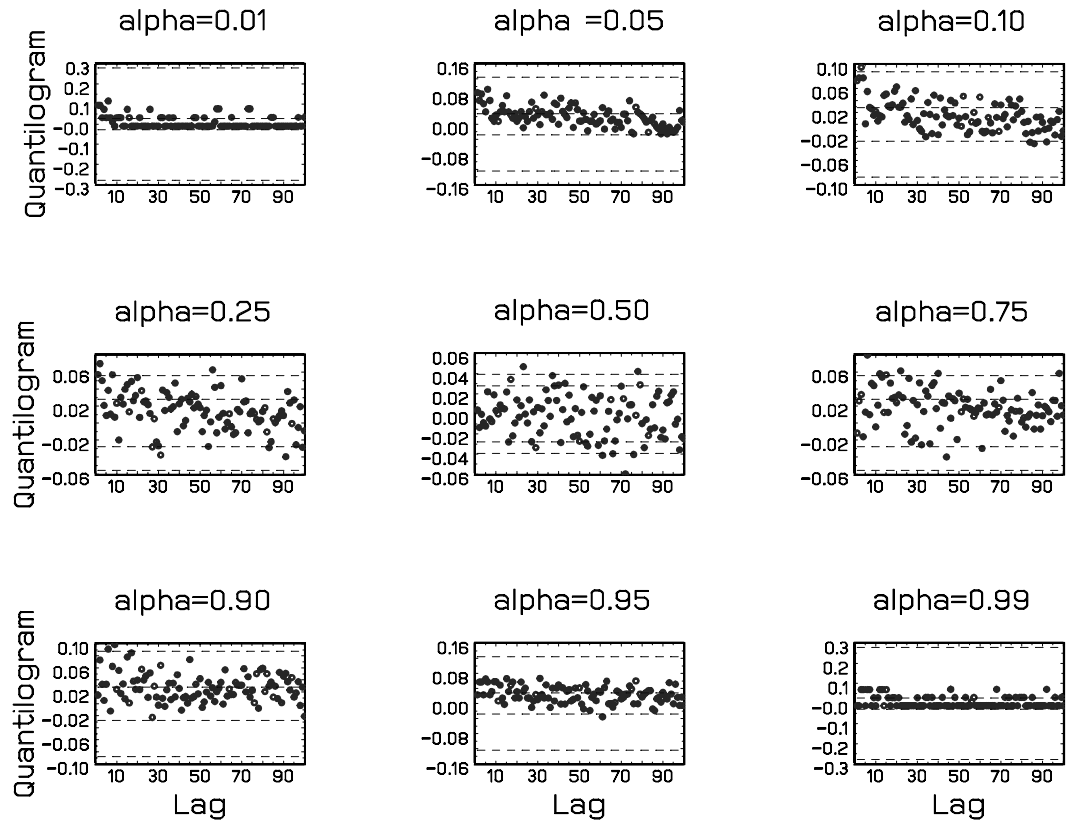 alpha=0.01
alpha =0.05
alpha=0.10
Quantilogram
0.3
0.2
0.1
−0.0
−0.1
−0.2
−0.3
10 30 50 70 90
0.16
0.08
0.00
−0.08
−0.16
10 30 50 70 90
0.10
0.06
0.02
−0.02
−0.06
−0.10
10 30 50 70 90
alpha=0.25
alpha=0.50
alpha=0.75
Quantilogram
0.06
0.02
−0.02
−0.06
10 30 50 70 90
0.06
0.04
0.02
0.00
−0.02
−0.04
−0.06
10 30 50 70 90
0.06
0.02
−0.02
−0.06
10 30 50 70 90
alpha=0.90
alpha=0.95
alpha=0.99
Quantilogram
0.10
0.06
0.02
−0.02
−0.06
−0.10
10 30 50 70 90
Lag
0.16
0.08
0.00
−0.08
−0.16
10 30 50 70 90
Lag
0.3
0.2
0.1
−0.0
−0.1
−0.2
−0.3
10 30 50 70 90
Lag